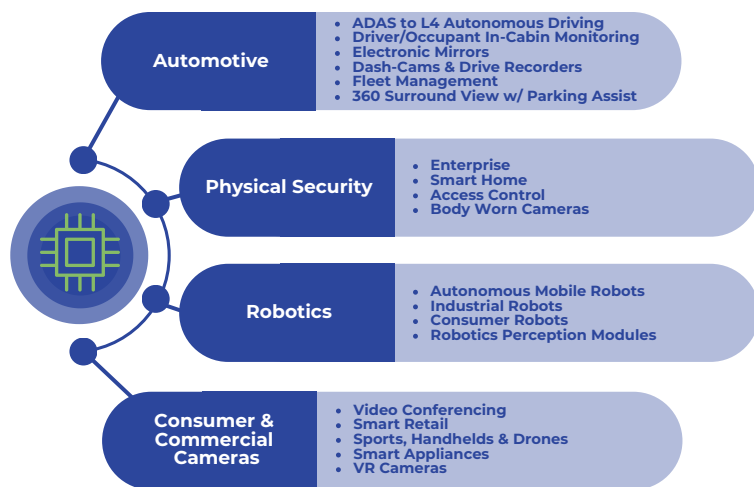 Automotive
• ADAS to L4 Autonomous Driving
• Driver/Occupant In-Cabin Monitoring
• Electronic Mirrors
• Dash-Cams & Drive Recorders
• Fleet Management
• 360 Surround View w/ Parking Assist
Physical Security
• Enterprise
• Smart Home
• Access Control
• Body Worn Cameras
Robotics
• Autonomous Mobile Robots
• Industrial Robots
• Consumer Robots
• Robotics Perception Modules
Consumer &
Commercial
Cameras
• Video Conferencing
• Smart Retail
• Sports, Handhelds & Drones
• Smart Appliances
• VR Cameras